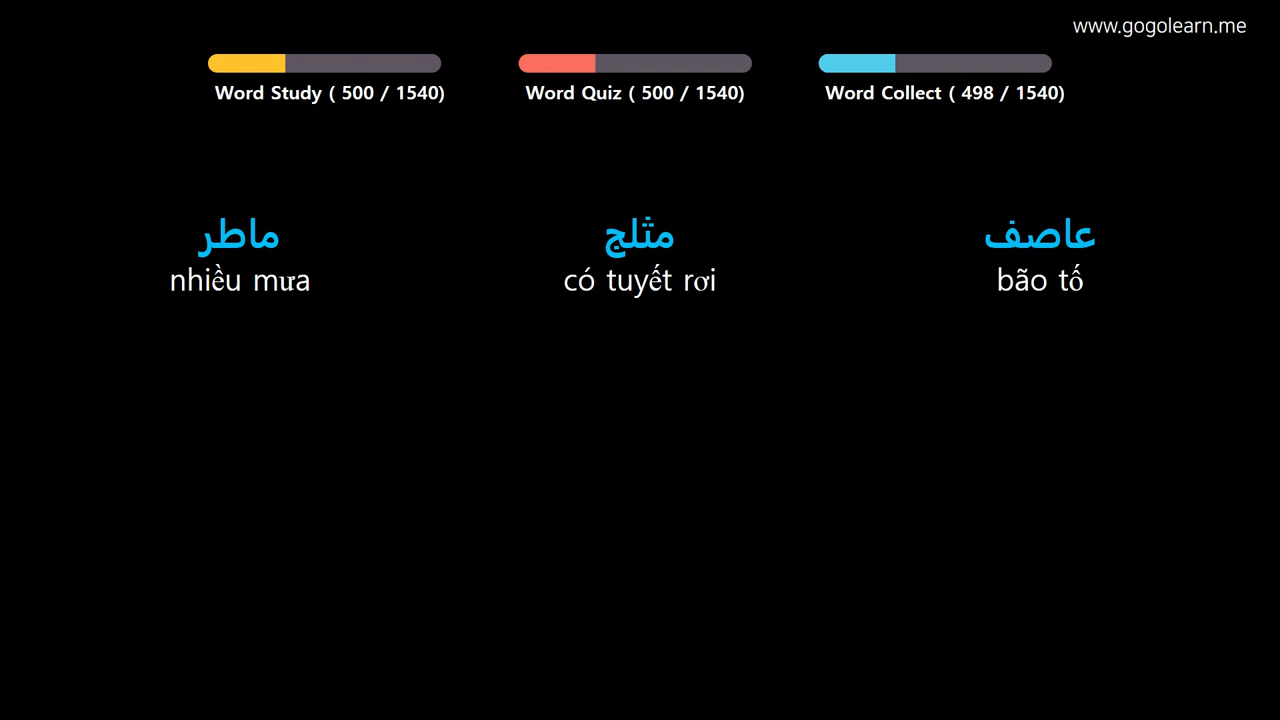 www.gogolearn.me
Word Study ( 500 / 1540)
Word Quiz ( 500 / 1540)
Word Collect ( 498 / 1540)
ماطر
nhiều mưa
مثلج
có tuyết rơi
عاصف
bão tố